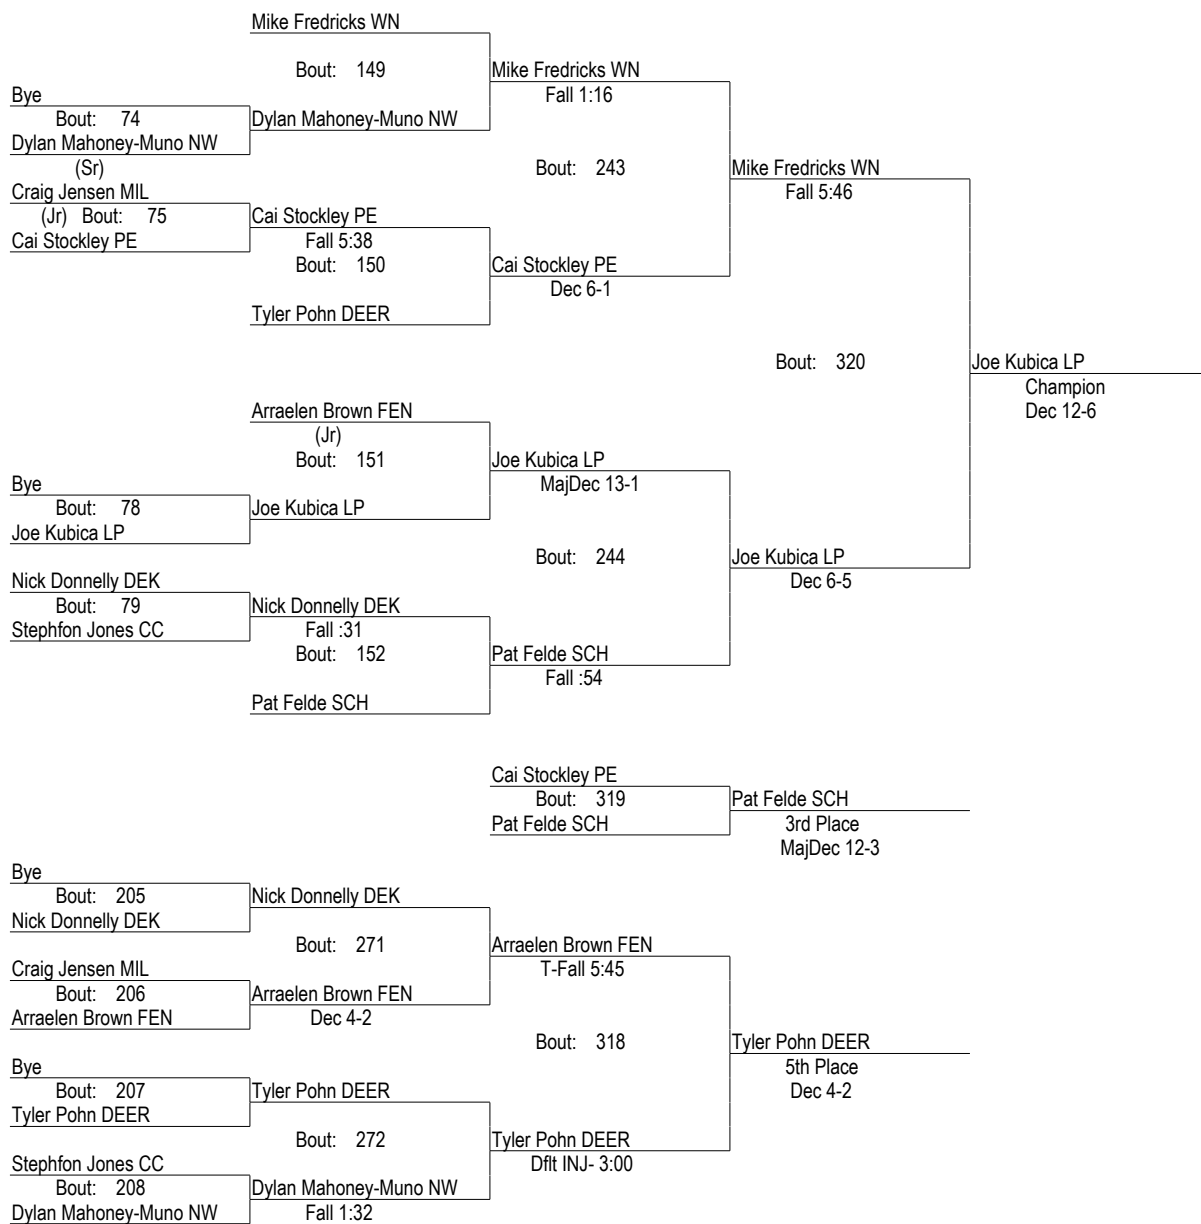 Mike Fredricks WN
Bout: 149
Mike Fredricks WN
Fall 1:16
Bye
Bout: 74
Dylan Mahoney-Muno NW
Dylan Mahoney-Muno NW
(Sr)
Bout: 243
Mike Fredricks WN
Fall 5:46
Craig Jensen MIL
(Jr) Bout: 75
Cai Stockley PE
Cai Stockley PE
Fall 5:38
Bout: 150
Cai Stockley PE
Dec 6-1
Tyler Pohn DEER
Bout: 320
Joe Kubica LP
Champion
Dec 12-6
Arraelen Brown FEN
(Jr)
Bout: 151
Joe Kubica LP
MajDec 13-1
Bye
Bout: 78
Joe Kubica LP
Joe Kubica LP
Bout: 244
Joe Kubica LP
Dec 6-5
Nick Donnelly DEK
Bout: 79
Stephfon Jones CC
Nick Donnelly DEK
Fall :31
Bout: 152
Pat Felde SCH
Fall :54
Pat Felde SCH
Cai Stockley PE
Bout: 319
Pat Felde SCH
Pat Felde SCH
3rd Place
MajDec 12-3
Bye
Bout: 205
Nick Donnelly DEK
Nick Donnelly DEK
Bout: 271
Arraelen Brown FEN
T-Fall 5:45
Craig Jensen MIL
Bout: 206
Arraelen Brown FEN
Arraelen Brown FEN
Dec 4-2
Bout: 318
Tyler Pohn DEER
5th Place
Dec 4-2
Bye
Bout: 207
Tyler Pohn DEER
Tyler Pohn DEER
Bout: 272
Tyler Pohn DEER
Dflt INJ- 3:00
Stephfon Jones CC
Bout: 208
Dylan Mahoney-Muno NW
Dylan Mahoney-Muno NW
Fall 1:32